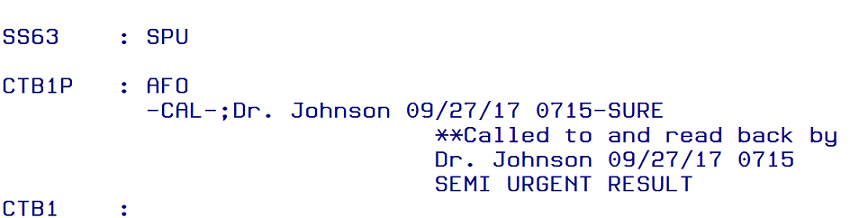 SS63 : SPU
CTB1P : AFO
-CAL-;Dr. Johnson 09/27/17 0715-SURE
**Called to and read back by
Dr. Johnson 09/27/17 0715
SEMI URGENT RESULT
CTB1 :